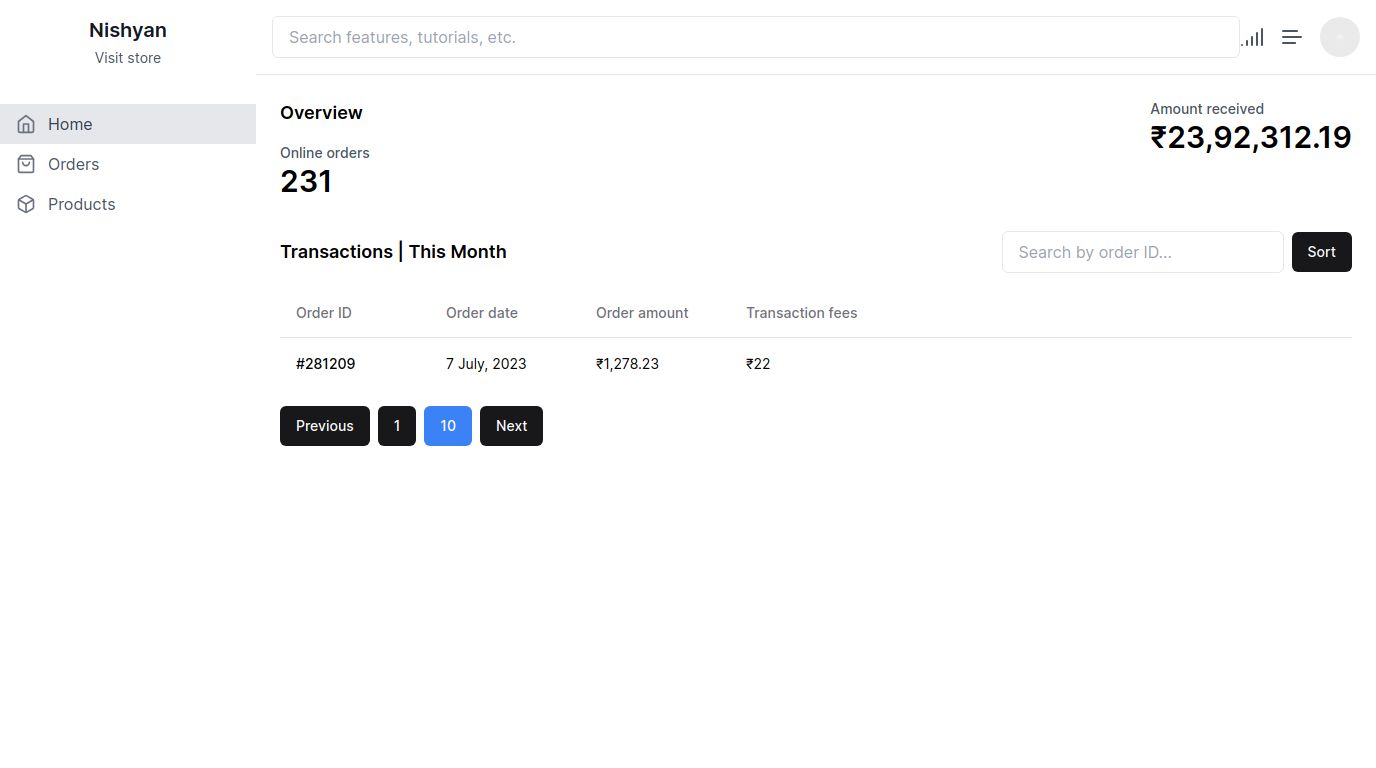 Nishyan
Visit store
Search features, tutorials, etc.
Home
Orders
Products
Overview
Online orders
231
Amount received
₹23,92,312.19
Transactions | This Month
Search by order ID...
Sort
Order ID Order date Order amount Transaction fees
#281209 7 July, 2023 ₹1,278.23 ₹22
Previous 1 10 Next